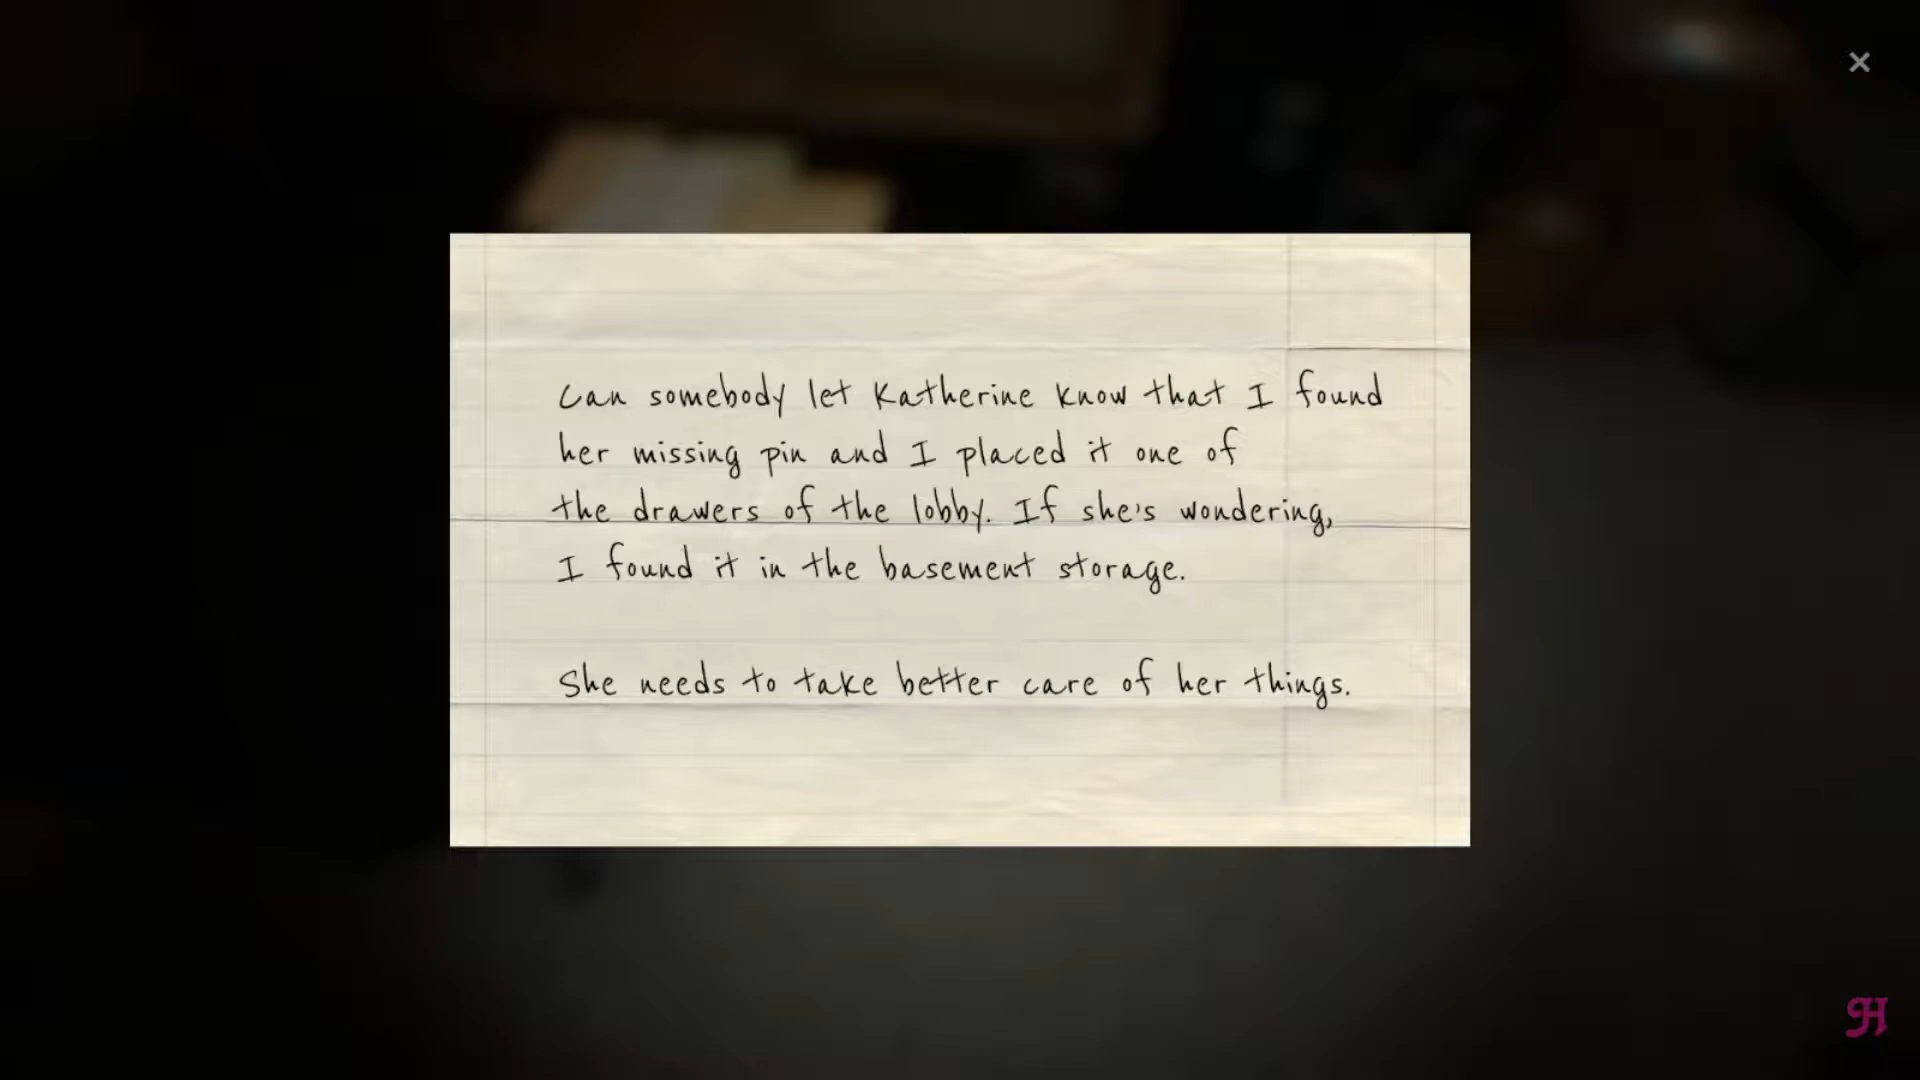 Can somebody let Katherine know that I found
her missing pin and I placed it one of
the drawers of the lobby. If she's wondering,
I found it in the basement storage.
She needs to take better care of her things.